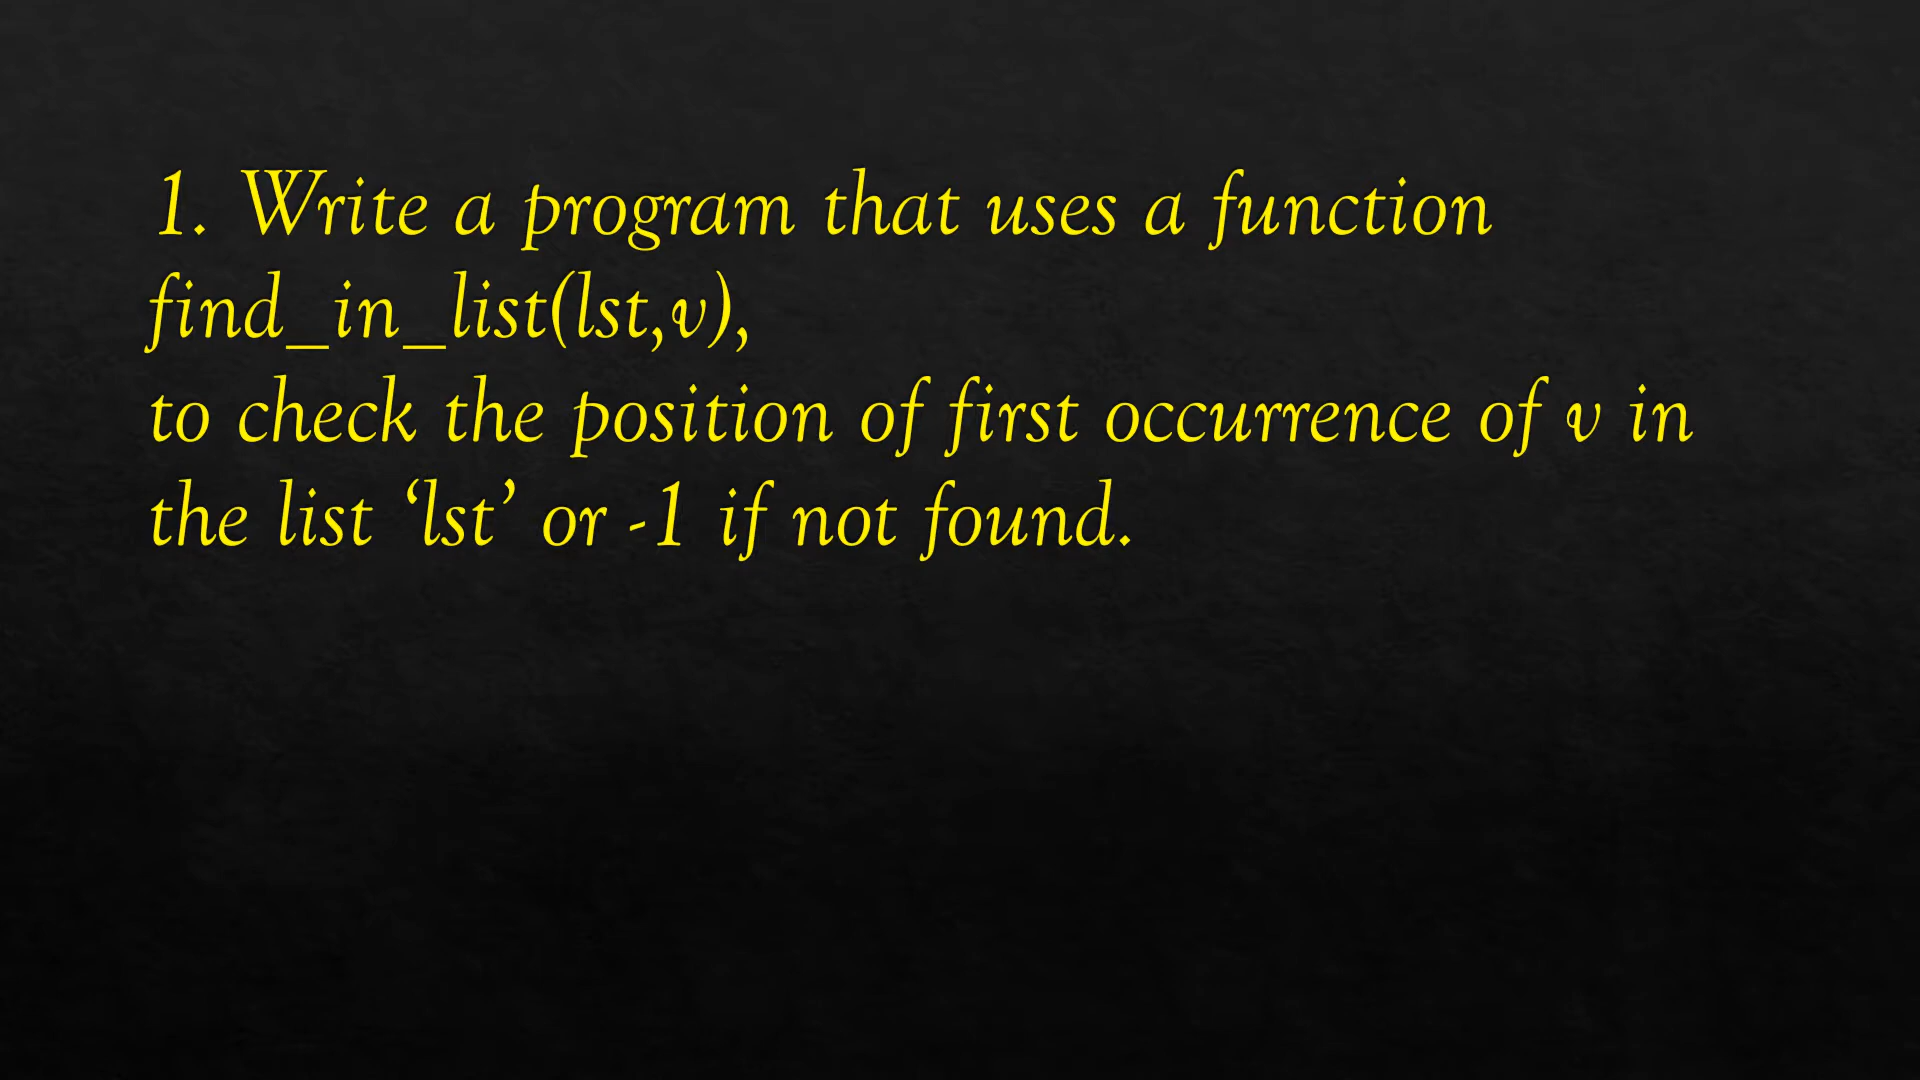 1. Write a program that uses a function
find_in_list(lst,v),
to check the position of first occurrence of v in
the list ‘lst’ or -1 if not found.